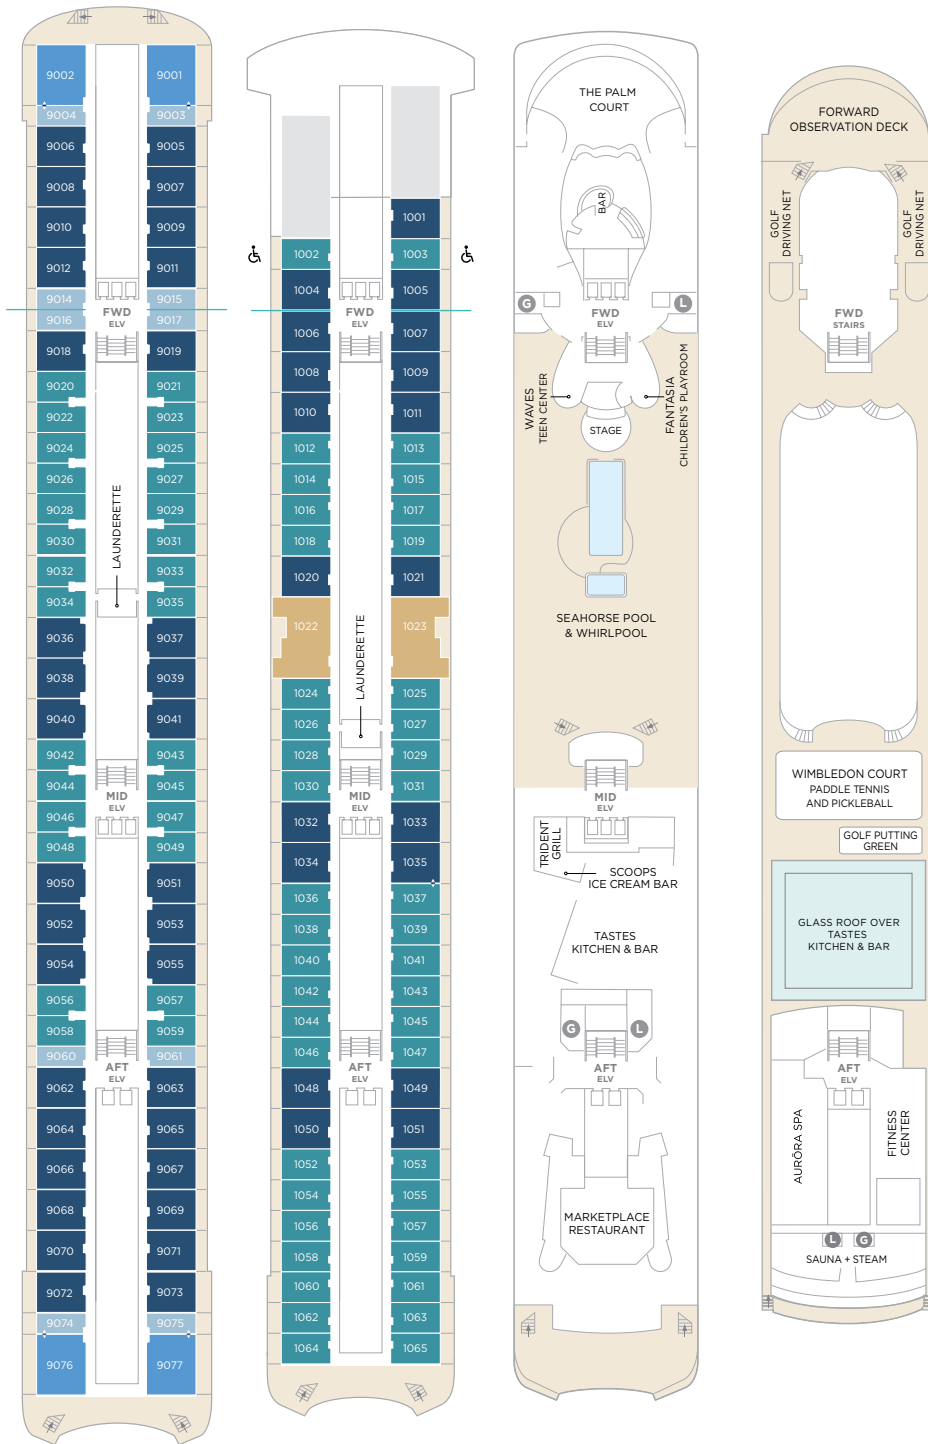 9002
9001
9004
9003
9006
9005
9008
9007
9010
9009
9012
9011
9014
9015
9016
9017
FWD
ELV
9018
9019
9020
9021
9022
9023
9024
9025
9026
9027
9028
9029
9030
9031
LAUNDERETTE
9032
9033
9034
9035
9036
9037
9038
9039
9040
9041
9042
9043
9044
9045
MID
ELV
9046
9047
9048
9049
9050
9051
9052
9053
9054
9055
9056
9057
9058
9059
9060
9061
AFT
ELV
9062
9063
9064
9065
9066
9067
9068
9069
9070
9071
9072
9073
9074
9075
9076
9077
1001
1002
1003
1004
1005
FWD
ELV
1006
1007
1008
1009
1010
1011
1012
1013
1014
1015
1016
1017
1018
1019
1020
1021
1022
1023
LAUNDERETTE
1024
1025
1026
1027
1028
1029
1030
1031
MID
ELV
1032
1033
1034
1035
1036
1037
1038
1039
1040
1041
1042
1043
1044
1045
1046
1047
AFT
ELV
1048
1049
1050
1051
1052
1053
1054
1055
1056
1057
1058
1059
1060
1061
1062
1063
1064
1065
THE PALM
COURT
BAR
G
L
FWD
ELV
WAVES
TEEN CENTER
FANTASIA
CHILDREN'S PLAYROOM
STAGE
SEAHORSE POOL
& WHIRLPOOL
MID
ELV
TRIDENT
GRILL
SCOOPS
ICE CREAM BAR
TASTES
KITCHEN & BAR
G
L
AFT
ELV
MARKETPLACE
RESTAURANT
FORWARD
OBSERVATION DECK
GOLF
DRIVING NET
GOLF
DRIVING NET
FWD
STAIRS
WIMBLEDON COURT
PADDLE TENNIS
AND PICKLEBALL
GOLF PUTTING
GREEN
GLASS ROOF OVER
TASTES
KITCHEN & BAR
AFT
ELV
AURŌRA SPA
FITNESS
CENTER
L
G
SAUNA + STEAM